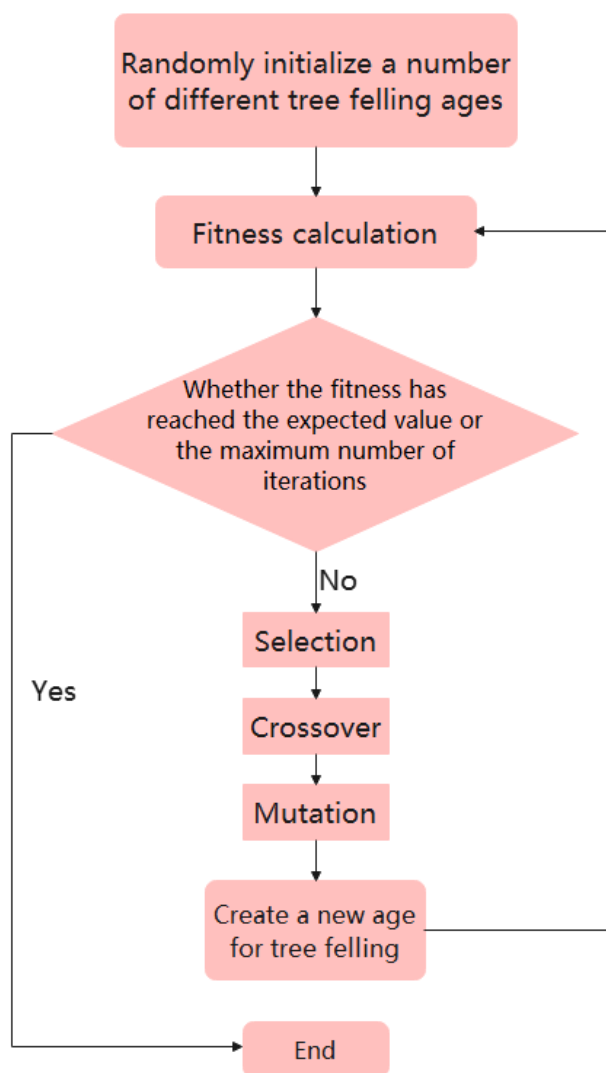 Randomly initialize a number
of different tree felling ages
Fitness calculation
Whether the fitness has
reached the expected value or
the maximum number of
iterations
No
Selection
Yes
Crossover
Mutation
Create a new age
for tree felling
End